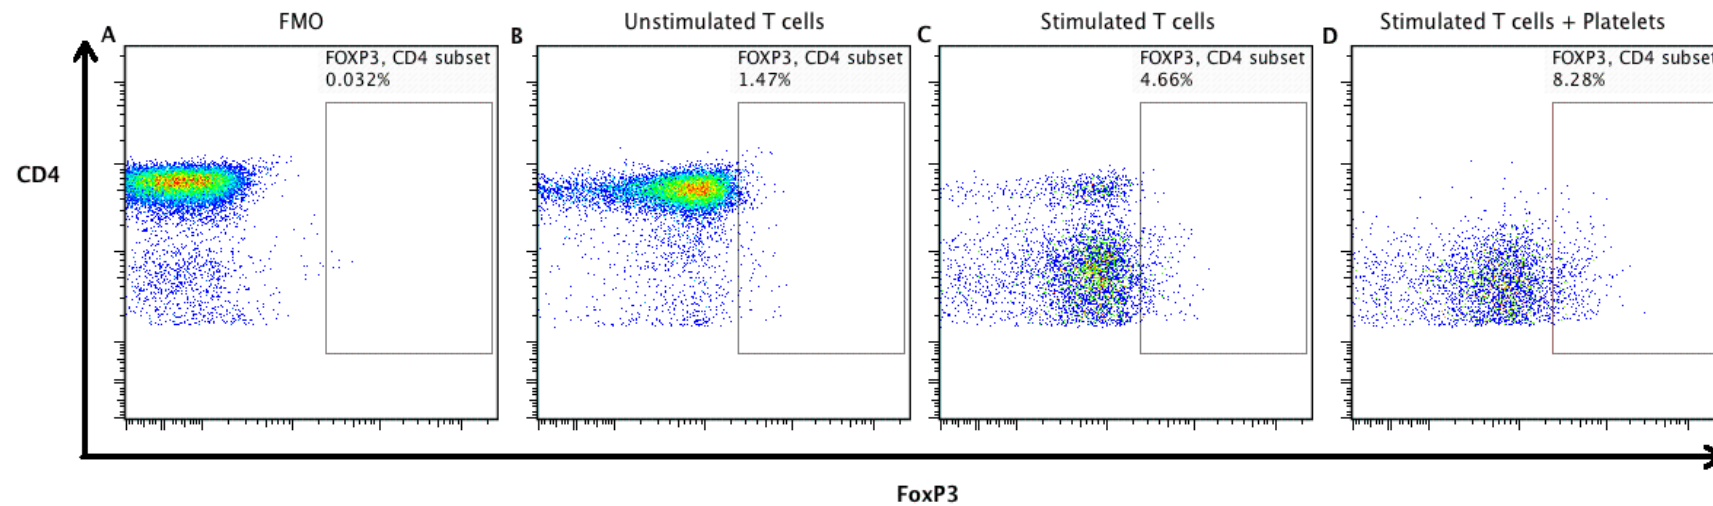 A
FMO
FOXP3, CD4 subset
0.032%
B
Unstimulated T cells
FOXP3, CD4 subset
1.47%
C
Stimulated T cells
FOXP3, CD4 subset
4.66%
D
Stimulated T cells + Platelets
FOXP3, CD4 subset
8.28%
CD4
FoxP3